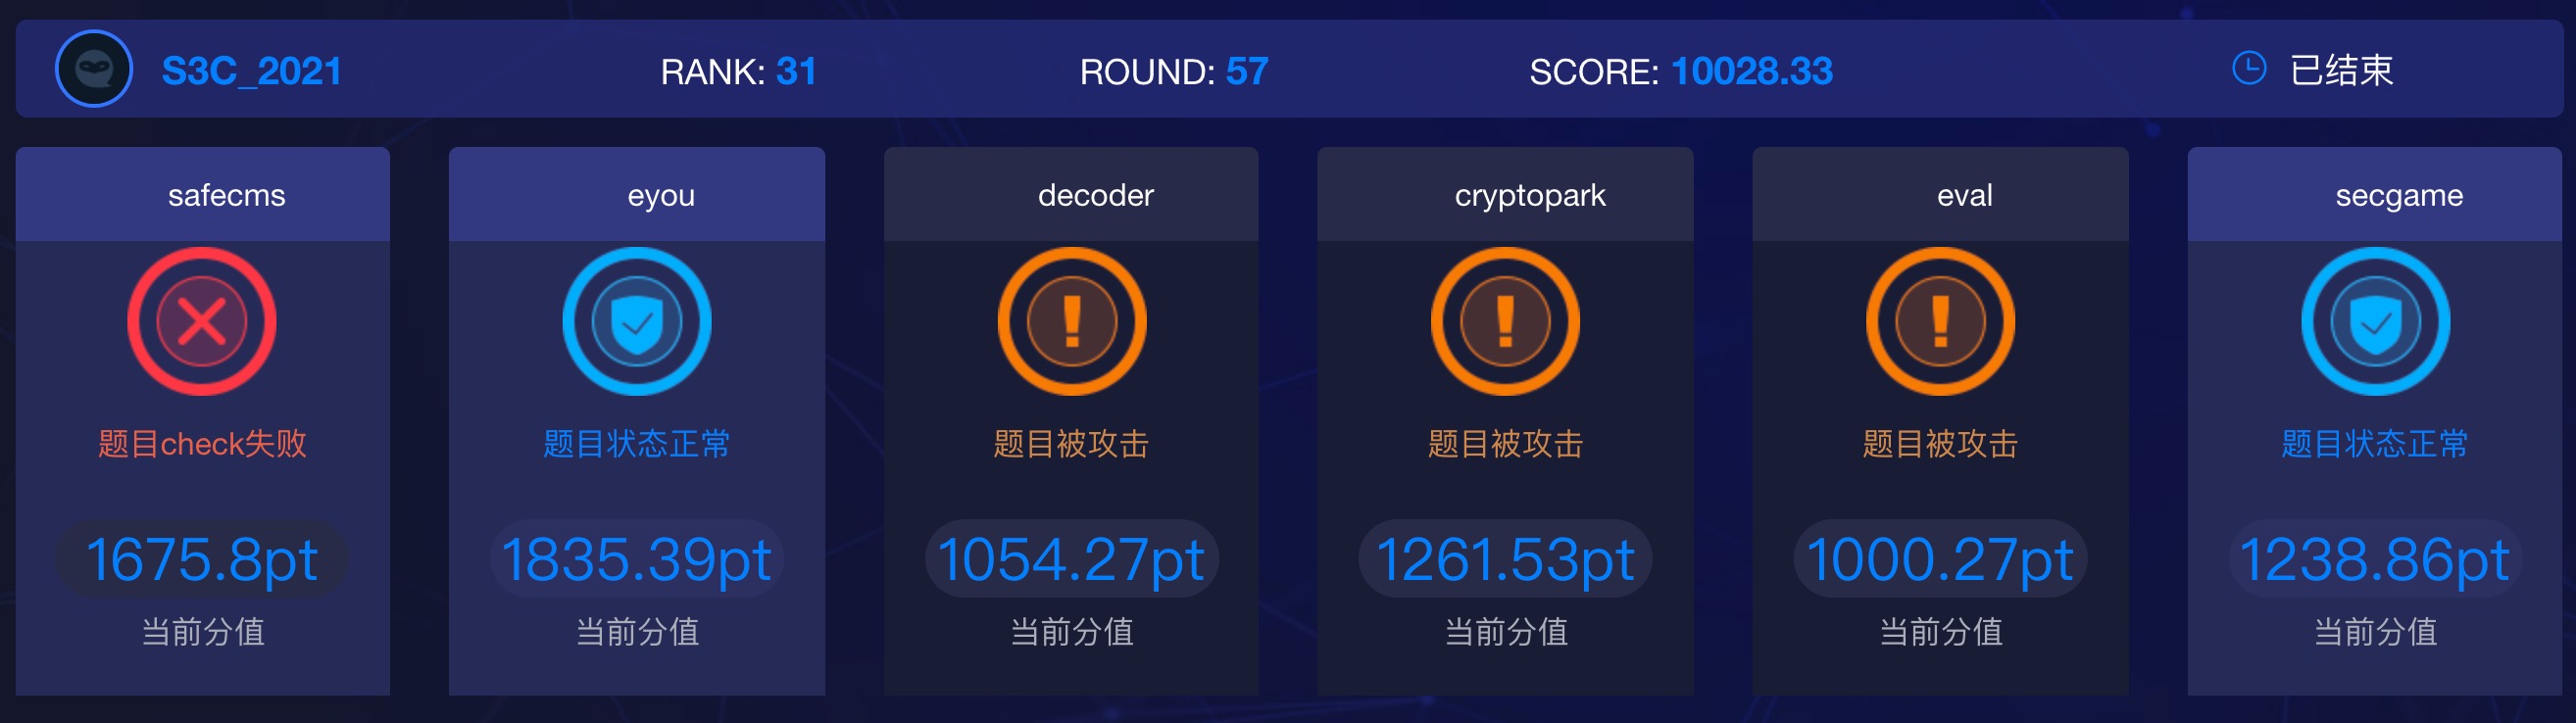 S3C_2021 RANK: 31 ROUND: 57 SCORE: 10028.33 已结束
safecms eyou decoder cryptopark eval secgame
题目check失败 题目状态正常 题目被攻击 题目被攻击 题目被攻击 题目状态正常
1675.8pt 1835.39pt 1054.27pt 1261.53pt 1000.27pt 1238.86pt
当前分值 当前分值 当前分值 当前分值 当前分值 当前分值